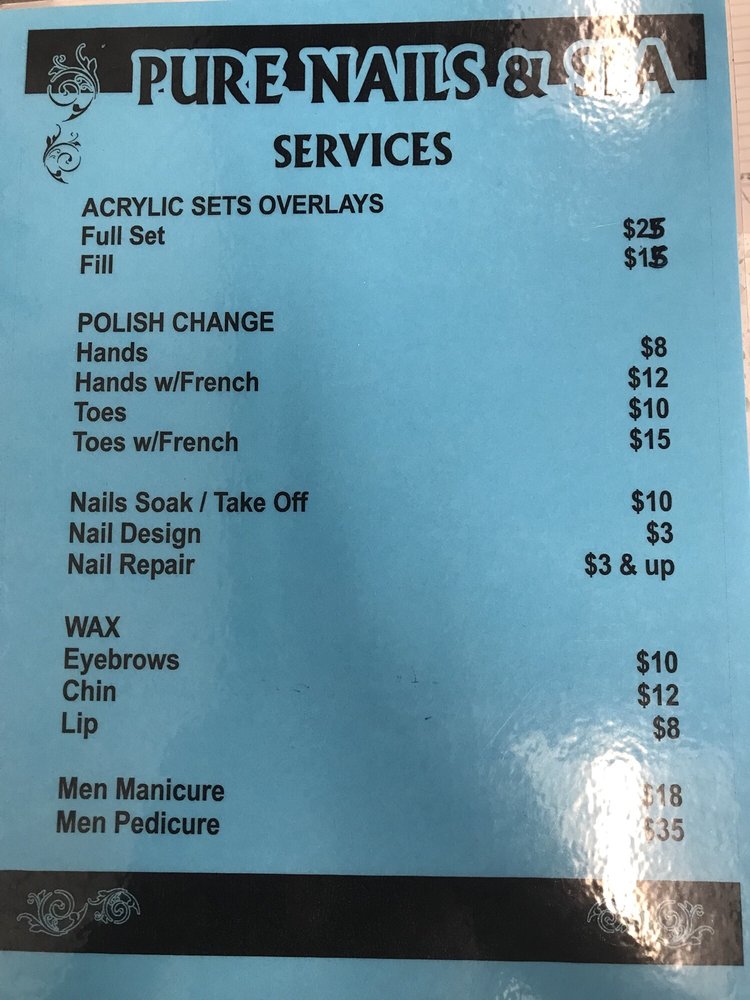 PURE NAILS & SPA
SERVICES
ACRYLIC SETS OVERLAYS
Full Set $25
Fill $15
POLISH CHANGE
Hands $8
Hands w/French $12
Toes $10
Toes w/French $15
Nails Soak / Take Off $10
Nail Design $3
Nail Repair $3 & up
WAX
Eyebrows $10
Chin $12
Lip $8
Men Manicure $18
Men Pedicure $35